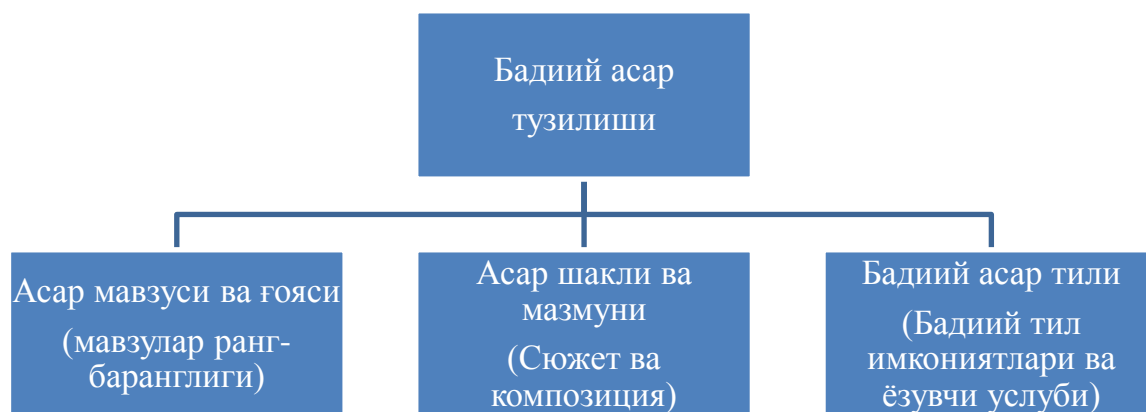 Бадиий асар
тузилиши
Асар мавзуси ва ғояси
(мавзулар ранг-
баранглиги)
Асар шакли ва
мазмуни
(Сюжет ва
композиция)
Бадиий асар тили
(Бадиий тил
имкониятлари ва
ёзувчи услуби)